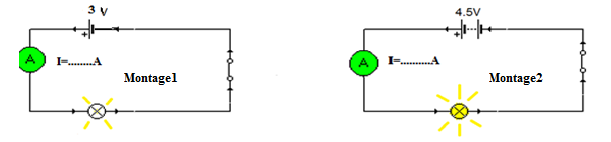 3 V
+
A I=.........A
Montage1
4.5V
+
A I=..........A
Montage2